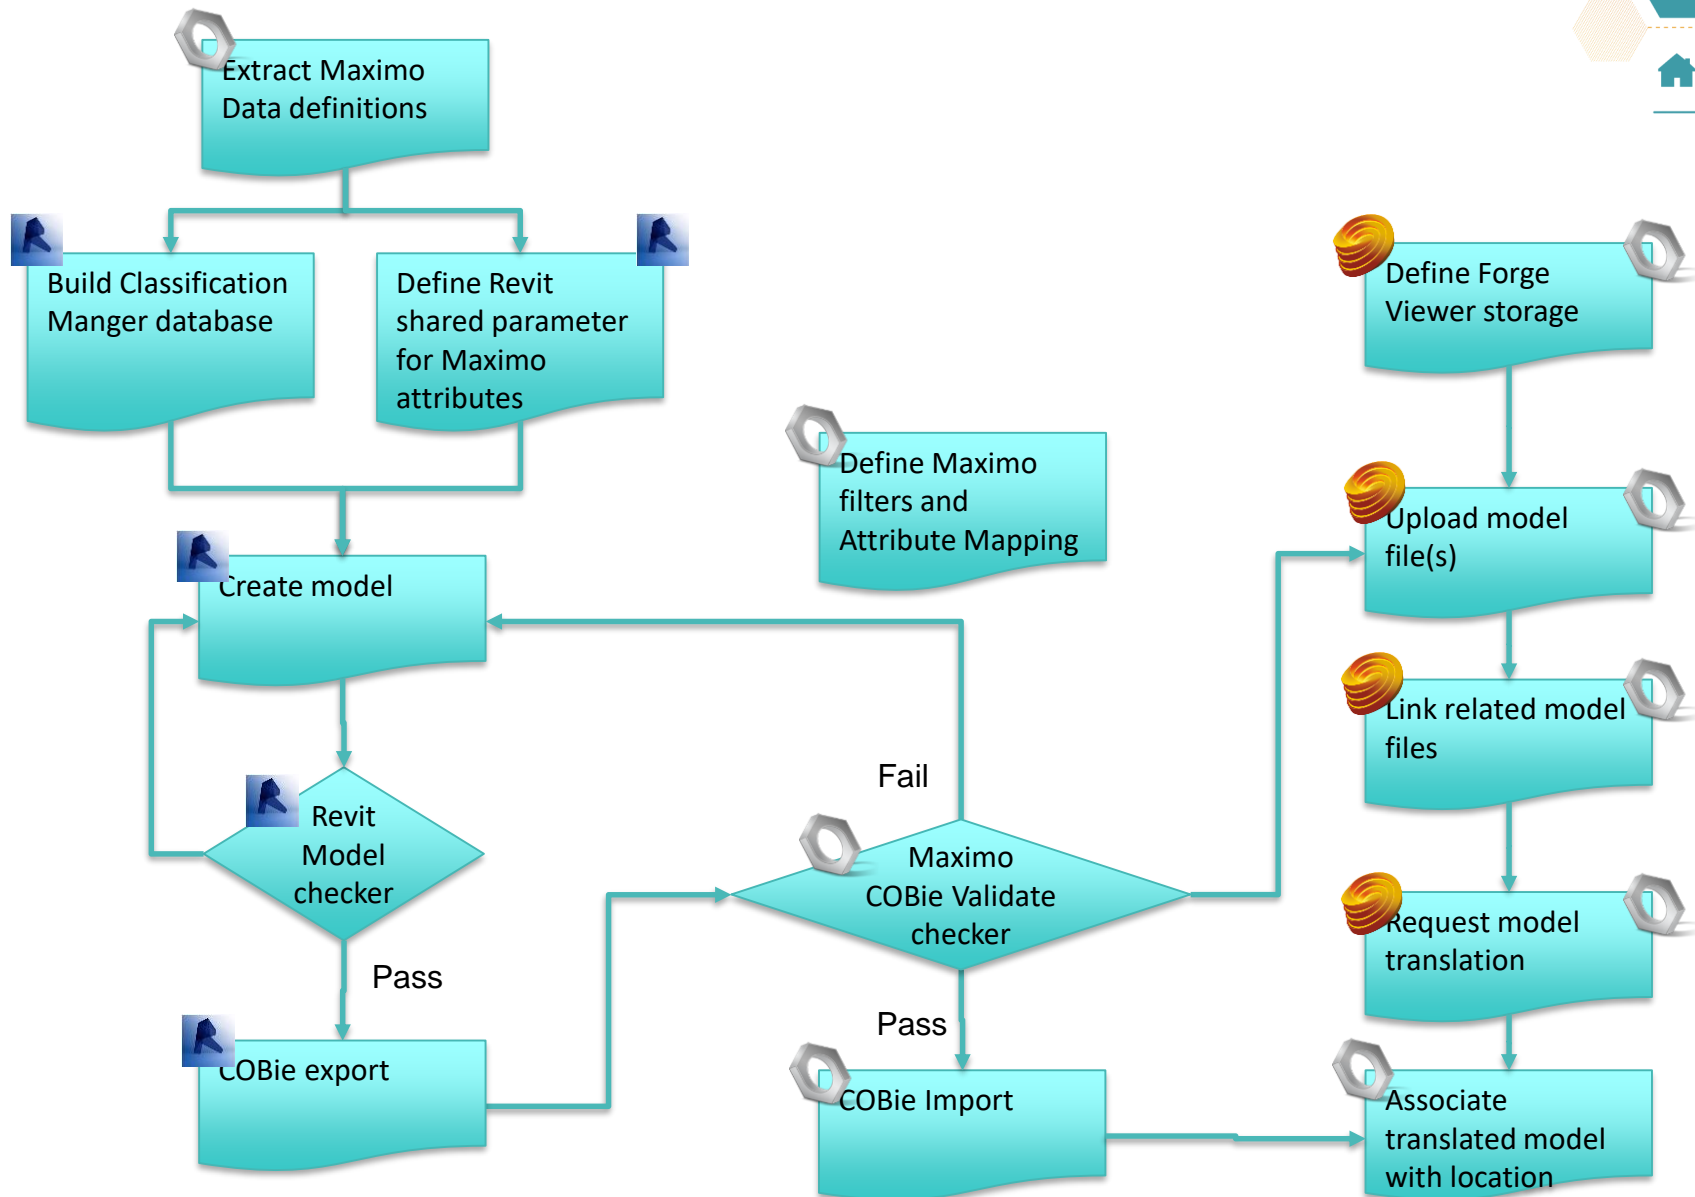 Extract Maximo
Data definitions
Build Classification
Manger database
Define Revit
shared parameter
for Maximo
attributes
Define Forge
Viewer storage
Define Maximo
filters and
Attribute Mapping
Upload model
file(s)
Create model
Link related model
files
Fail
Revit
Model
checker
Maximo
COBie Validate
checker
Request model
translation
Pass
Pass
COBie export
COBie Import
Associate
translated model
with location